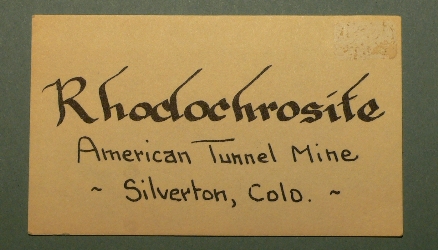 Rhodochrosite
American Tunnel Mine
~ Silverton, Colo. ~